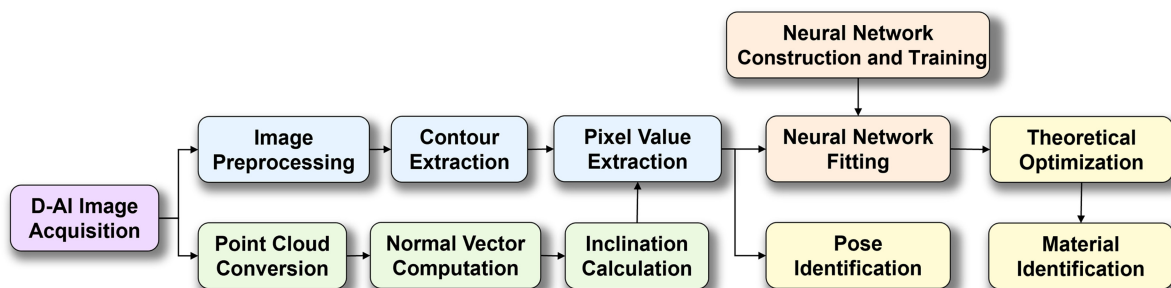 Neural Network
Construction and Training
Image
Preprocessing
Contour
Extraction
Pixel Value
Extraction
Neural Network
Fitting
Theoretical
Optimization
D-AI Image
Acquisition
Point Cloud
Conversion
Normal Vector
Computation
Inclination
Calculation
Pose
Identification
Material
Identification